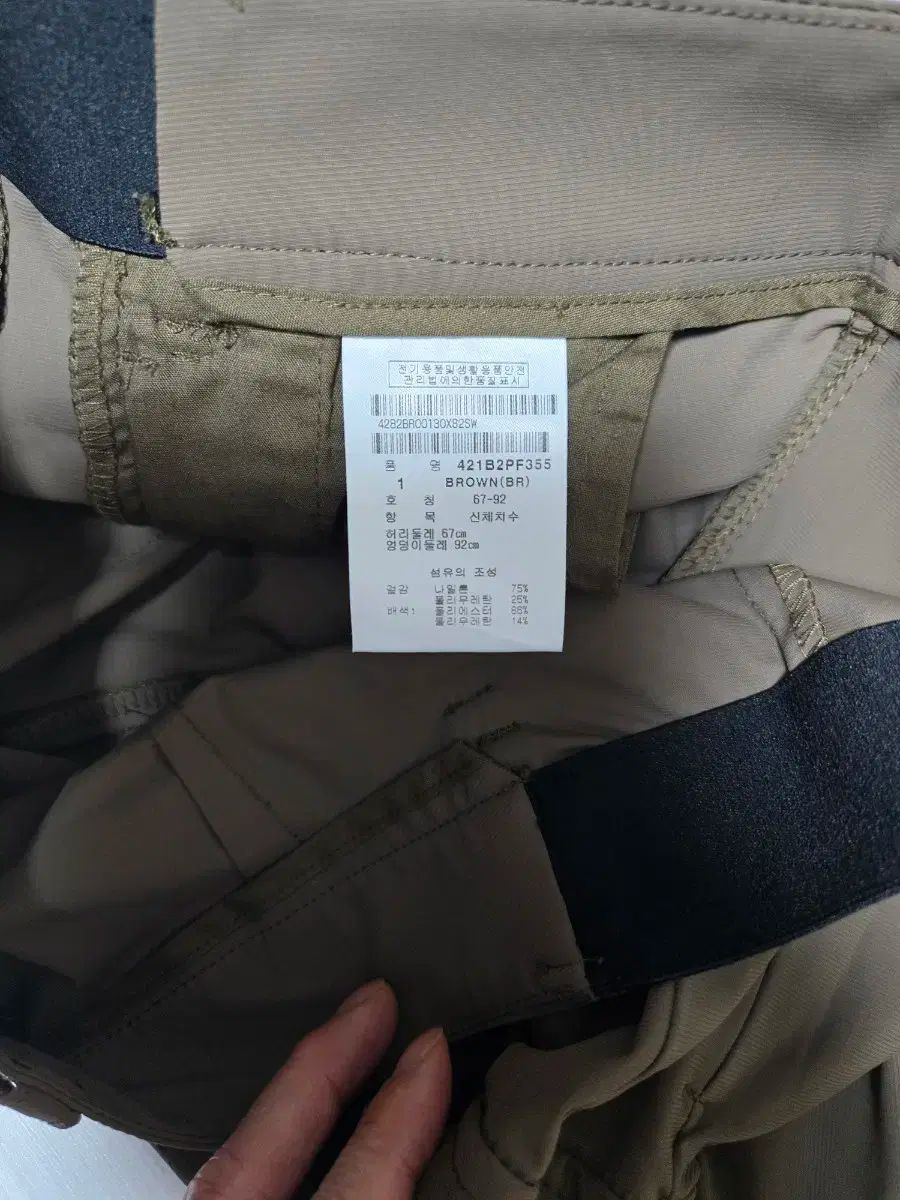 전기용품및생활용품안전
관리법에의한품질표시
4282BR00130X82SW
품 명 421B2PF355
1 BROWN(BR)
호 칭 67-92
항 목 신체치수
허리둘레 67㎝
엉덩이둘레 92㎝
섬유의 조성
겉감 나일론 75%
폴리우레탄 25%
배색1 폴리에스터 86%
폴리우레탄 14%